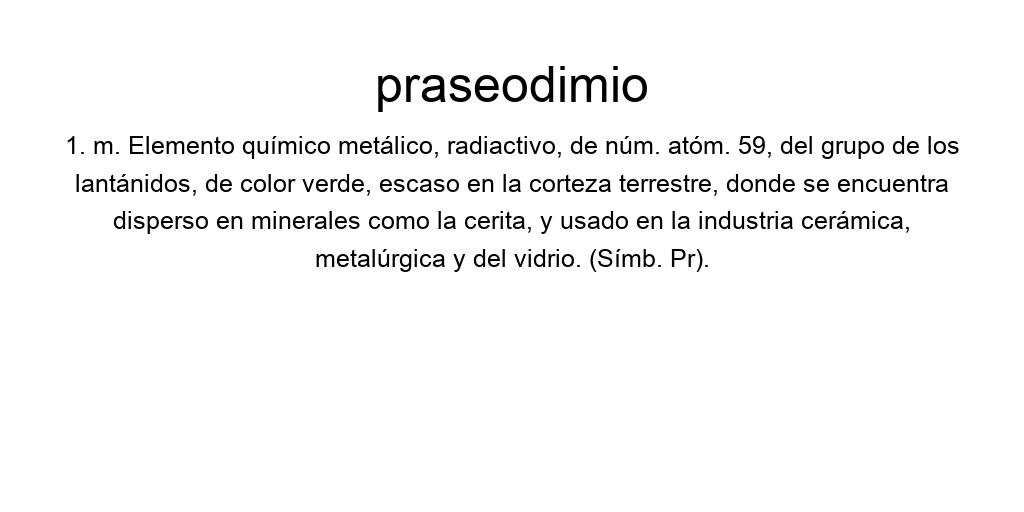 praseodimio
1. m. Elemento químico metálico, radiactivo, de núm. atóm. 59, del grupo de los
lantánidos, de color verde, escaso en la corteza terrestre, donde se encuentra
disperso en minerales como la cerita, y usado en la industria cerámica,
metalúrgica y del vidrio. (Símb. Pr).